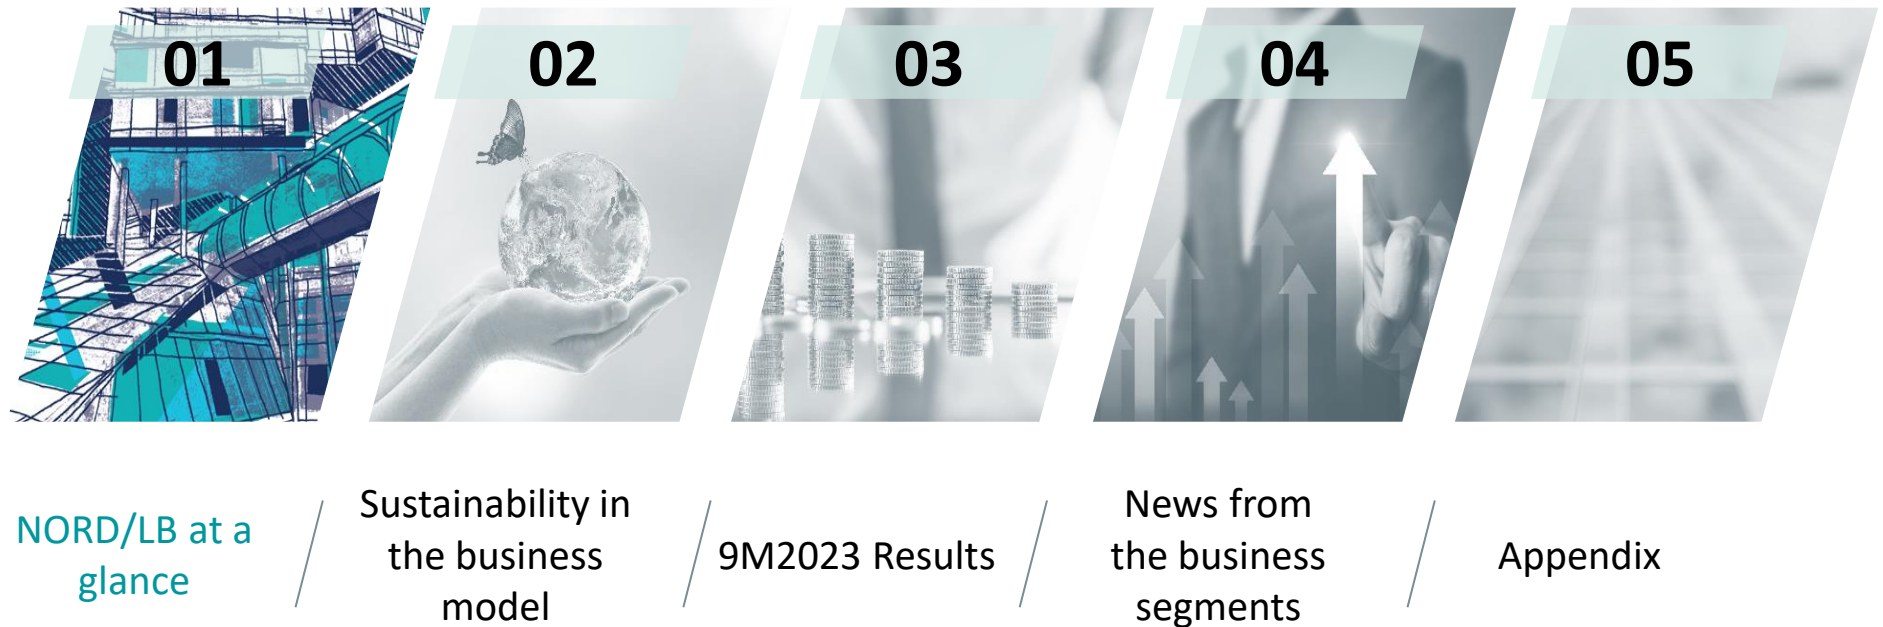 01
02
03
04
05
NORD/LB at a
glance
Sustainability in
the business
model
9M2023 Results
News from
the business
segments
Appendix